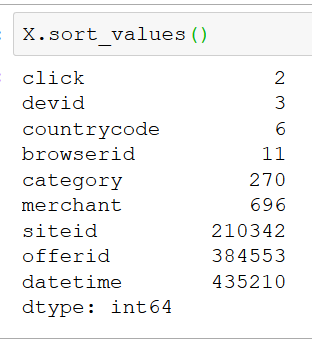 X.sort_values()
click 2
devid 3
countrycode 6
browserid 11
category 270
merchant 696
siteid 210342
offerid 384553
datetime 435210
dtype: int64